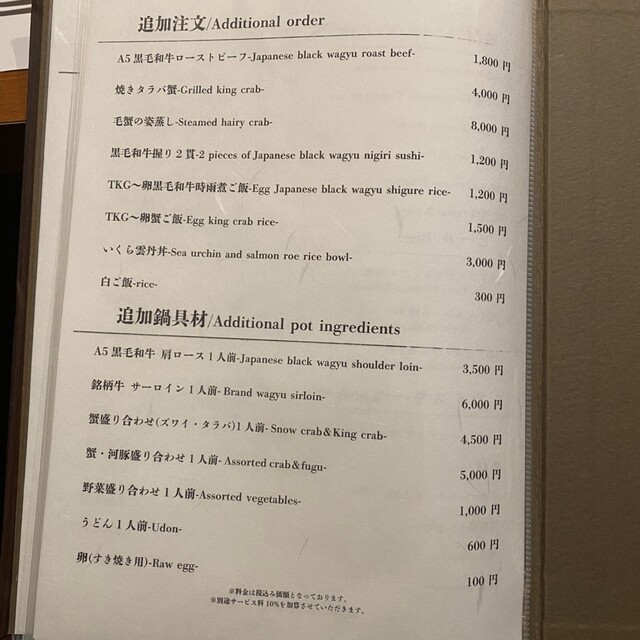 追加注文/Additional order
A5黒毛和牛ローストビーフ-Japanese black wagyu roast beef- 1,800 円
焼きタラバ蟹-Grilled king crab- 4,000 円
毛蟹の姿蒸し-Steamed hairy crab- 8,000 円
黒毛和牛握り2貫-2 pieces of Japanese black wagyu nigiri sushi- 1,200 円
TKG〜卵黒毛和牛時雨煮ご飯-Egg Japanese black wagyu shigure rice- 1,200 円
TKG〜卵蟹ご飯-Egg king crab rice- 1,500 円
いくら雲丹丼-Sea urchin and salmon roe rice bowl- 3,000 円
白ご飯-rice- 300 円
追加鍋具材/Additional pot ingredients
A5黒毛和牛 肩ロース1人前-Japanese black wagyu shoulder loin- 3,500 円
銘柄牛 サーロイン1人前- Brand wagyu sirloin- 6,000 円
蟹盛り合わせ(ズワイ・タラバ)1人前- Snow crab&King crab- 4,500 円
蟹・河豚盛り合わせ1人前- Assorted crab&fugu- 5,000 円
野菜盛り合わせ1人前-Assorted vegetables- 1,000 円
うどん1人前-Udon- 600 円
卵(すき焼き用)-Raw egg- 100 円
※料金は税込み価額となっております。
※別途サービス料10%を加算させていただきます。